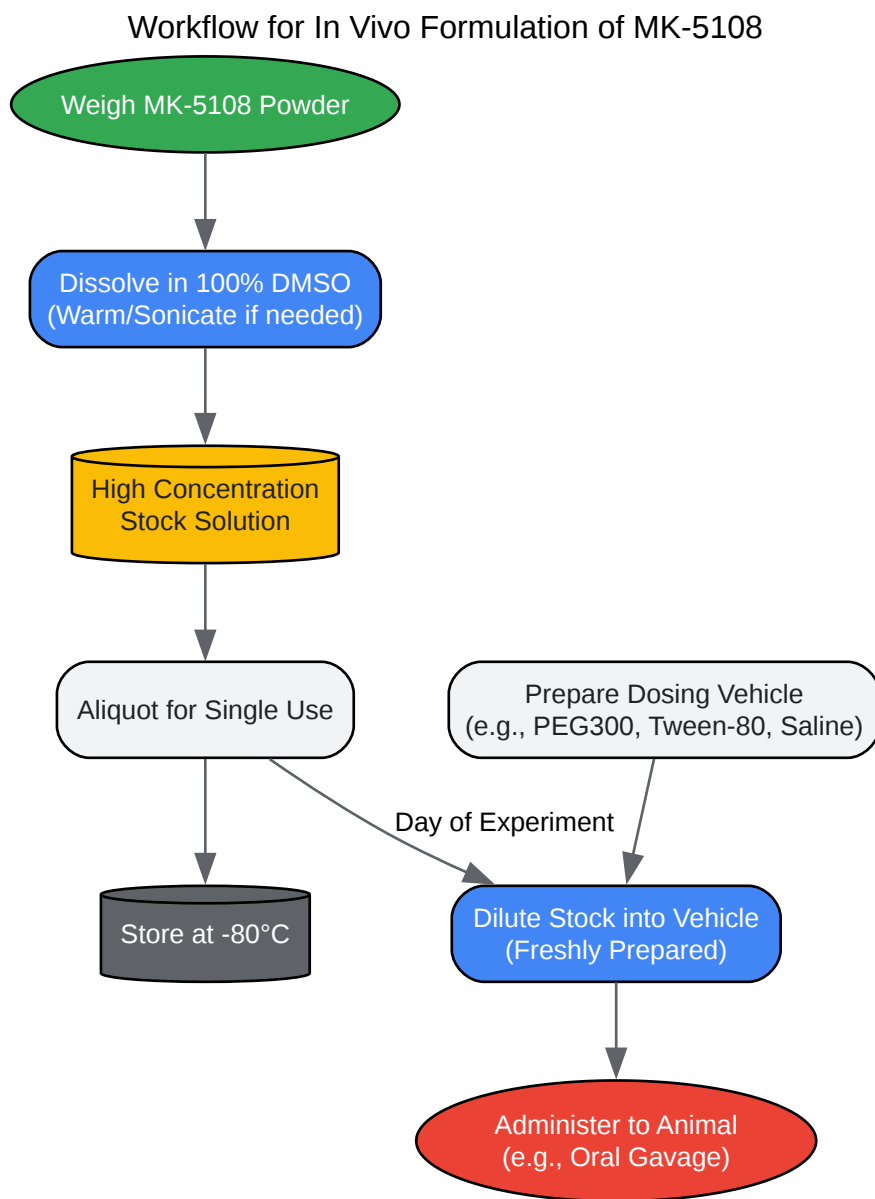 Workflow for In Vivo Formulation of MK-5108
Weigh MK-5108 Powder
Dissolve in 100% DMSO
(Warm/Sonicate if needed)
High Concentration
Stock Solution
Aliquot for Single Use
Prepare Dosing Vehicle
(e.g., PEG300, Tween-80, Saline)
Day of Experiment
Store at -80°C
Dilute Stock into Vehicle
(Freshly Prepared)
Administer to Animal
(e.g., Oral Gavage)